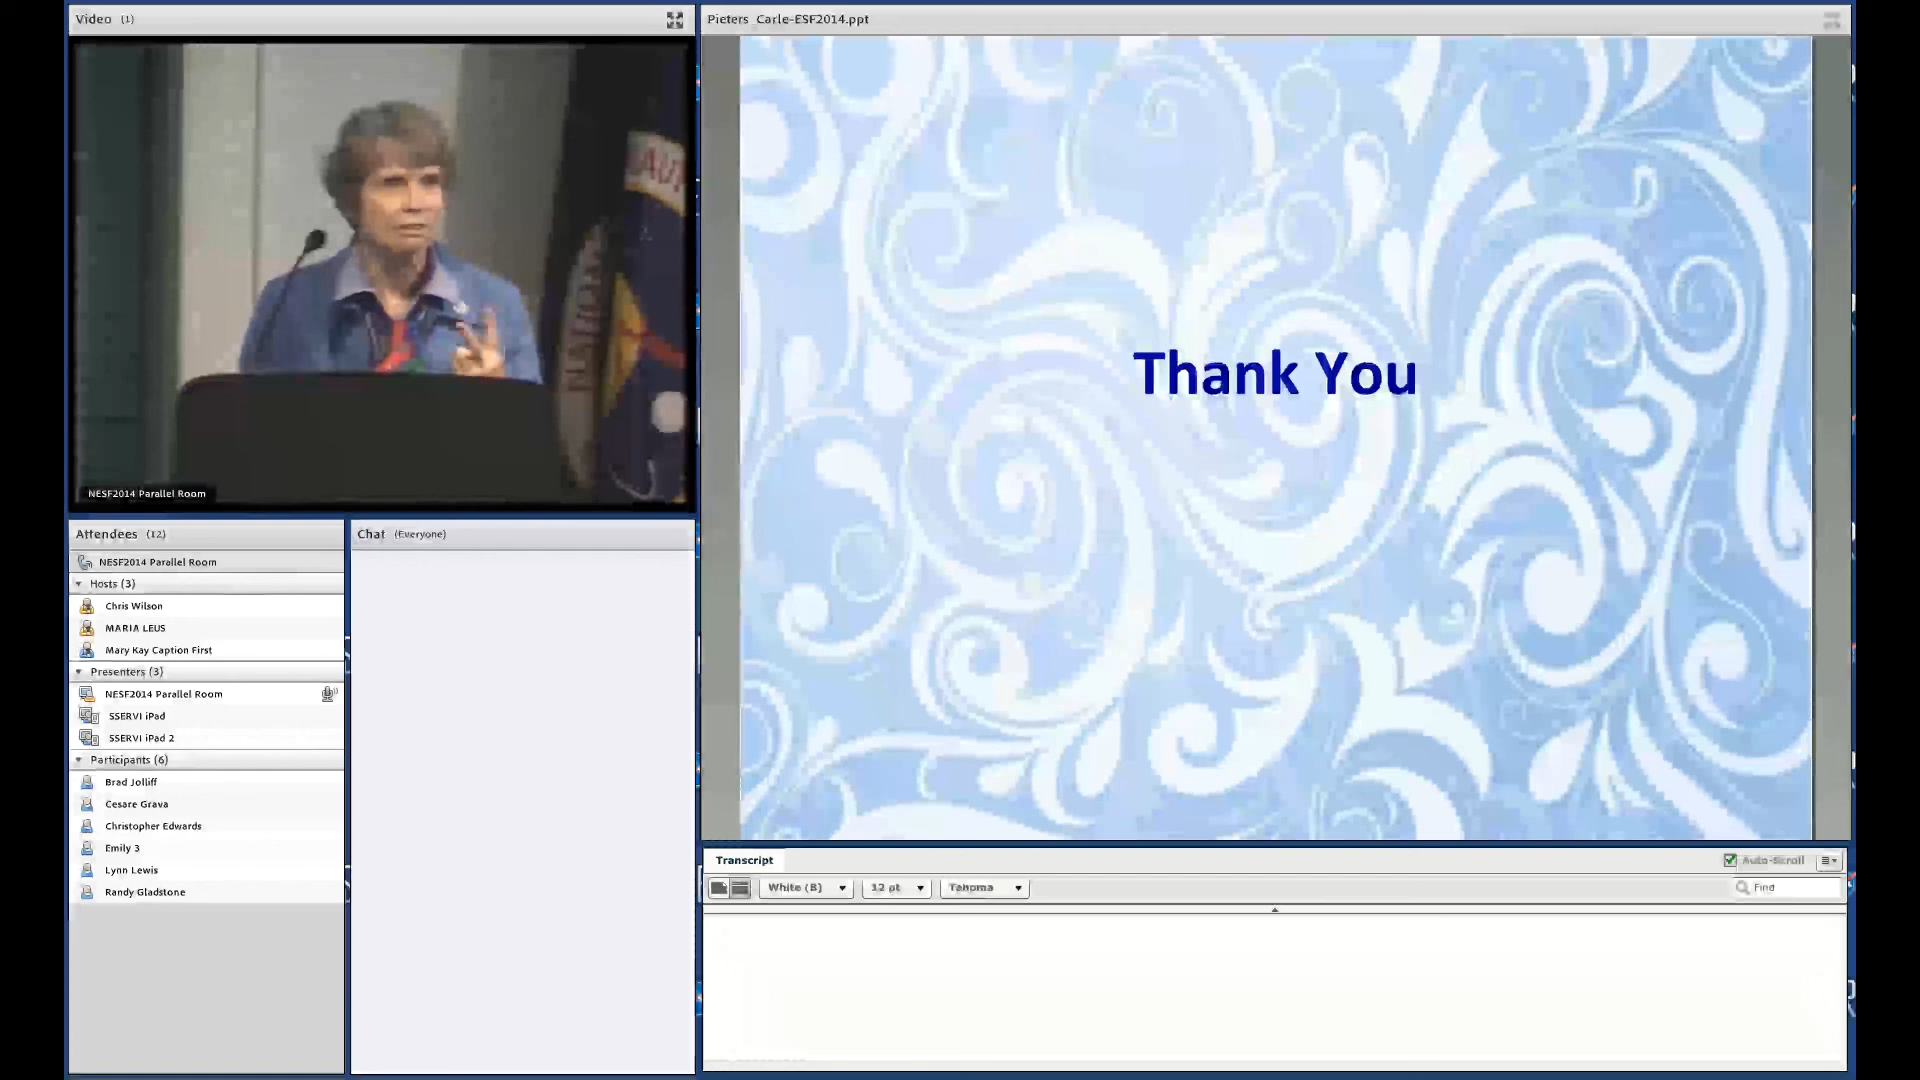 Video (1)
AU
NATION
NESF2014 Parallel Room
Attendees (12)
NESF2014 Parallel Room
Hosts (3)
Chris Wilson
MARIA LEUS
Mary Kay Caption First
Presenters (3)
NESF2014 Parallel Room
SSERVI iPad
SSERVI iPad 2
Participants (6)
Brad Jolliff
Cesare Grava
Christopher Edwards
Emily 3
Lynn Lewis
Randy Gladstone
Chat (Everyone)
Pieters_Carle-ESF2014.ppt
Thank You
Transcript
Auto-Scroll
White (B)
12 pt
Tahoma
Find